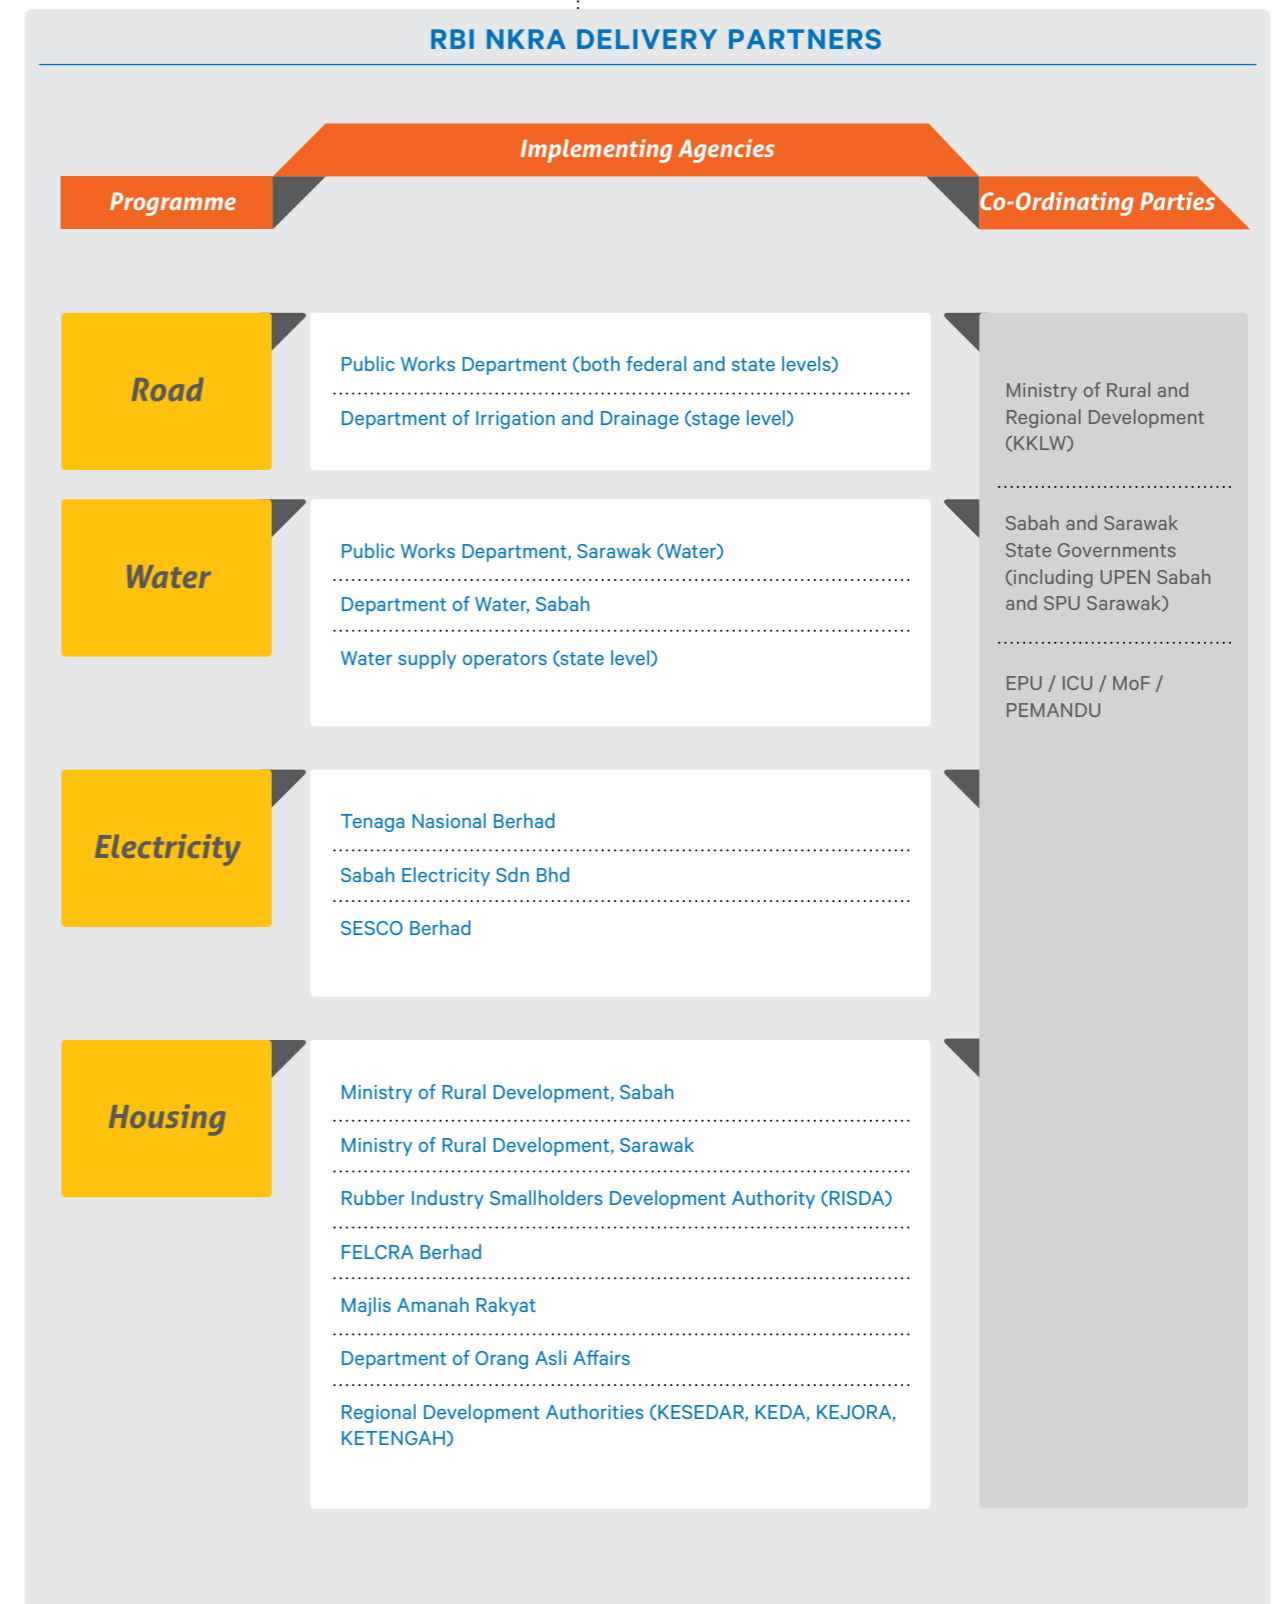 RBI NKRA DELIVERY PARTNERS
Implementing Agencies
Programme
Co-Ordinating Parties
Road
Public Works Department (both federal and state levels)
Department of Irrigation and Drainage (stage level)
Water
Public Works Department, Sarawak (Water)
Department of Water, Sabah
Water supply operators (state level)
Electricity
Tenaga Nasional Berhad
Sabah Electricity Sdn Bhd
SESCO Berhad
Housing
Ministry of Rural Development, Sabah
Ministry of Rural Development, Sarawak
Rubber Industry Smallholders Development Authority (RISDA)
FELCRA Berhad
Majlis Amanah Rakyat
Department of Orang Asli Affairs
Regional Development Authorities (KESEDAR, KEDA, KEJORA,
KETENGAH)
Ministry of Rural and
Regional Development
(KKLW)
Sabah and Sarawak
State Governments
(including UPEN Sabah
and SPU Sarawak)
EPU / ICU / MoF /
PEMANDU